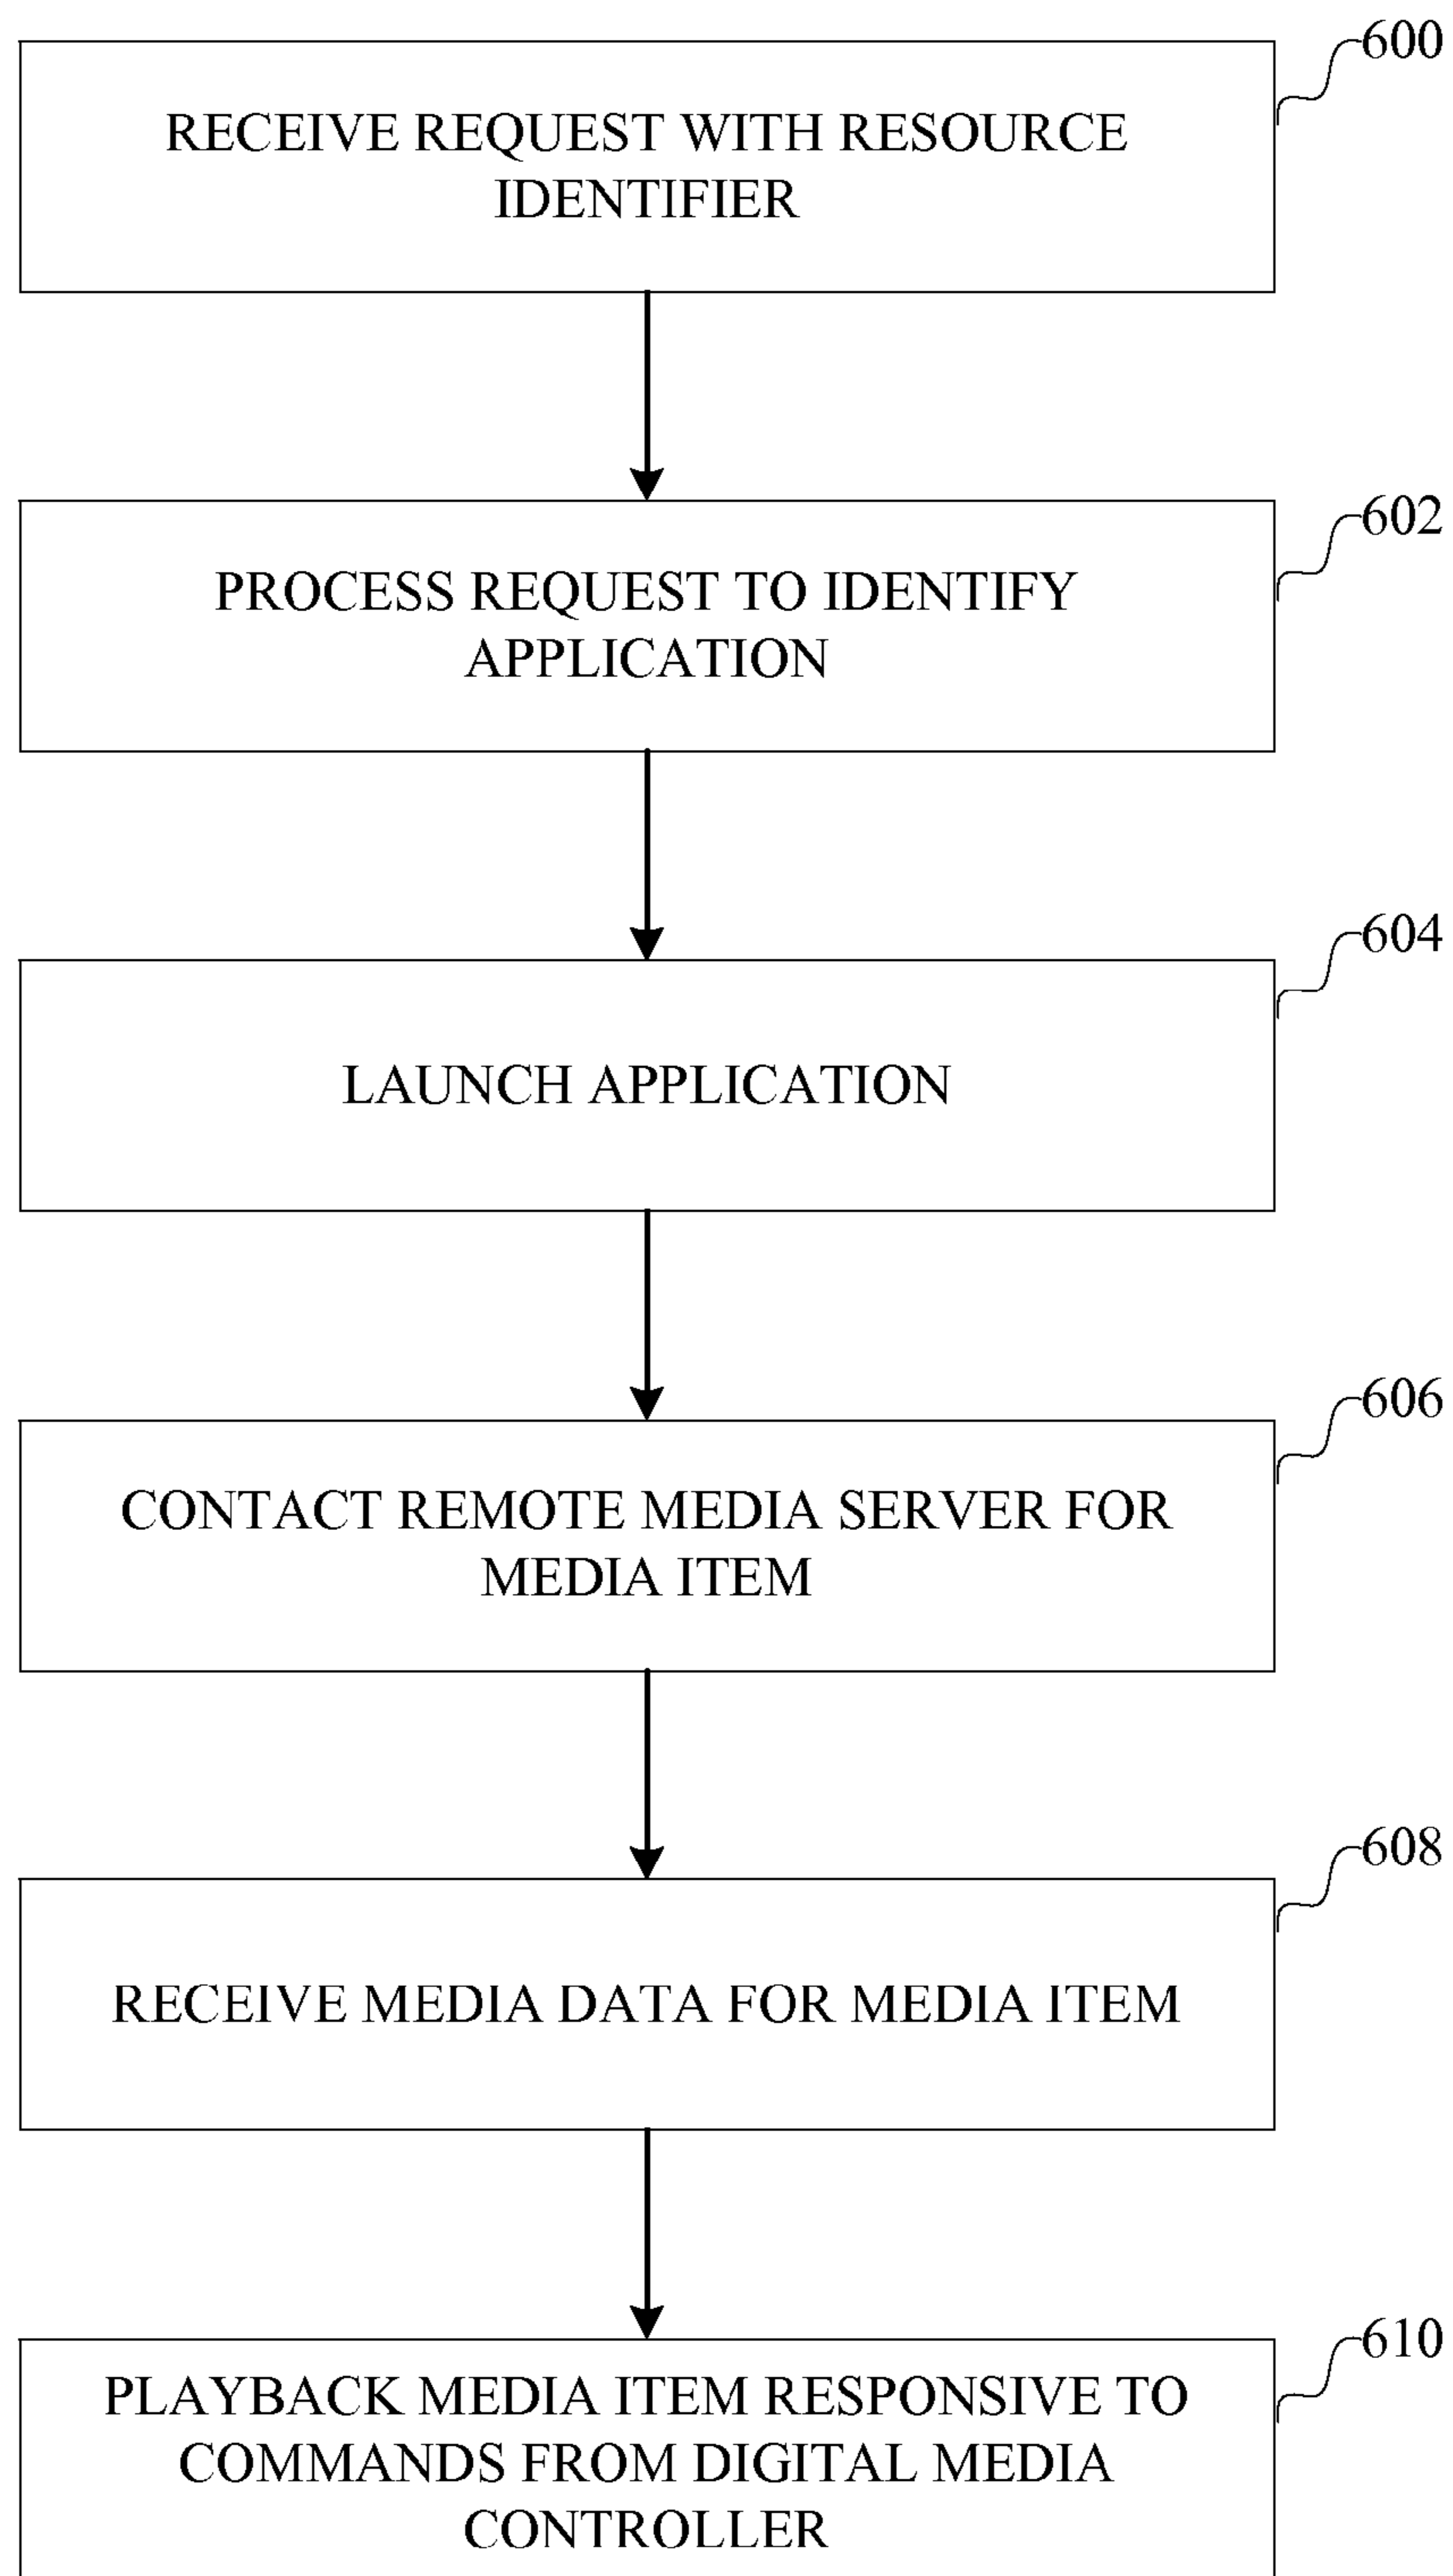 600
RECEIVE REQUEST WITH RESOURCE
IDENTIFIER
602
PROCESS REQUEST TO IDENTIFY
APPLICATION
604
LAUNCH APPLICATION
606
CONTACT REMOTE MEDIA SERVER FOR
MEDIA ITEM
608
RECEIVE MEDIA DATA FOR MEDIA ITEM
610
PLAYBACK MEDIA ITEM RESPONSIVE TO
COMMANDS FROM DIGITAL MEDIA
CONTROLLER